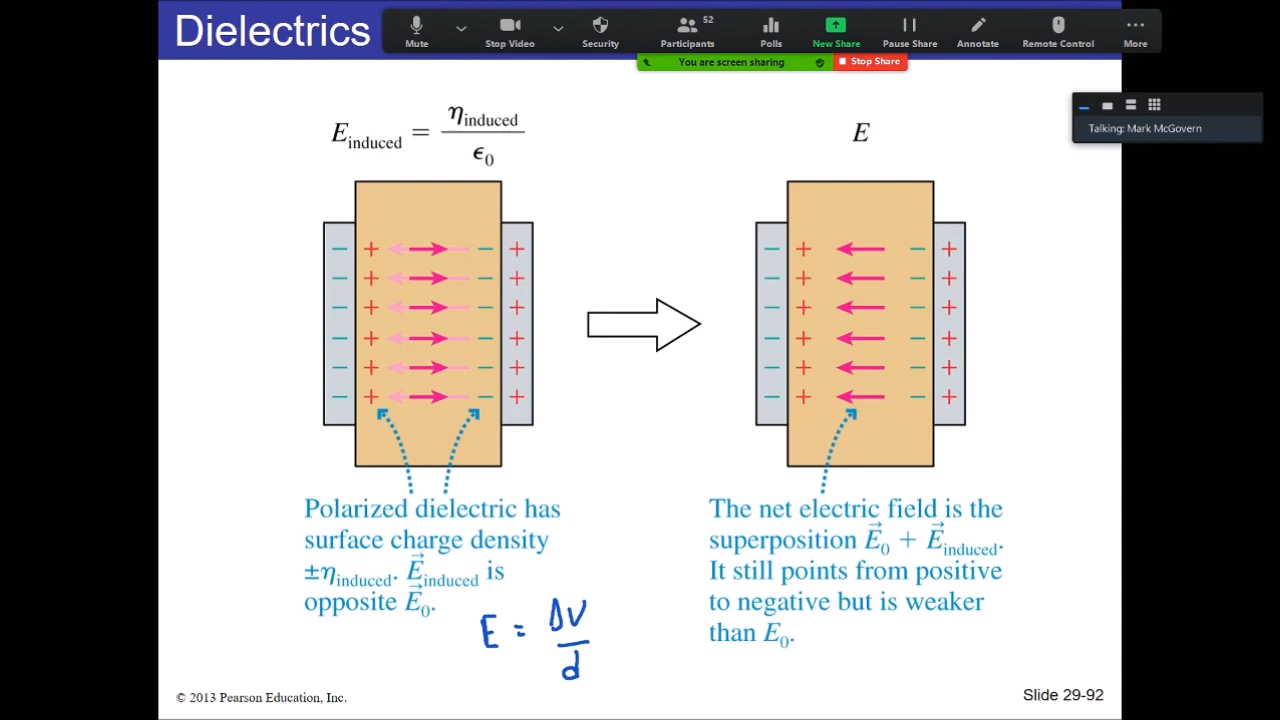 Dielectrics
Mute
Stop Video
Security
Participants
52
Polls
New Share
Pause Share
Annotate
Remote Control
More
You are screen sharing
Stop Share
Talking: Mark McGovern
E_induced = η_induced / ϵ_0
E
− + − +
− + − +
− + − +
− + − +
− + − +
− + − +
− + − +
− + − +
− + − +
− + − +
− + − +
− + − +
Polarized dielectric has
surface charge density
±η_induced. E⃗_induced is
opposite E⃗_0.
E = ΔV / d
The net electric field is the
superposition E⃗_0 + E⃗_induced.
It still points from positive
to negative but is weaker
than E_0.
© 2013 Pearson Education, Inc.
Slide 29-92